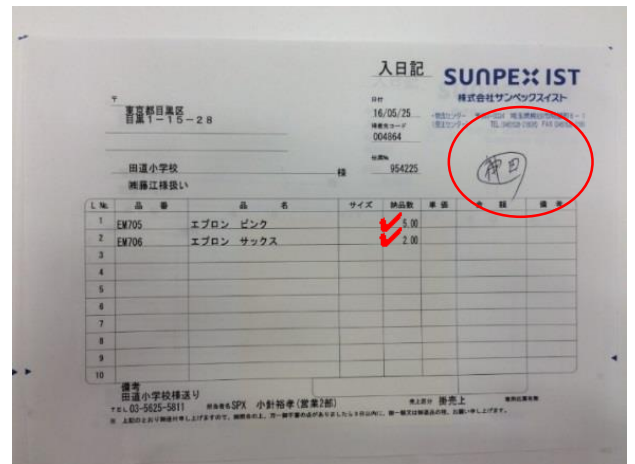 入日記
SUNPEX IST
株式会社サンペックスイスト
〒
東京都目黒区
目黒1-15-28
日付
16/05/25
得意先コード
004864
伝票№
954225
田道小学校
様
㈱藤江様扱い
神田
L №. 品 番 品 名 サイズ 納品数 単価 金 額 備 考
1 EM705 エプロン ピンク 5.00
2 EM706 エプロン サックス 2.00
3
4
5
6
7
8
9
10
備考
田道小学校様送り
TEL 03-5625-5811 担当者名 SPX 小針裕孝(営業2部) 売上区分 掛売上